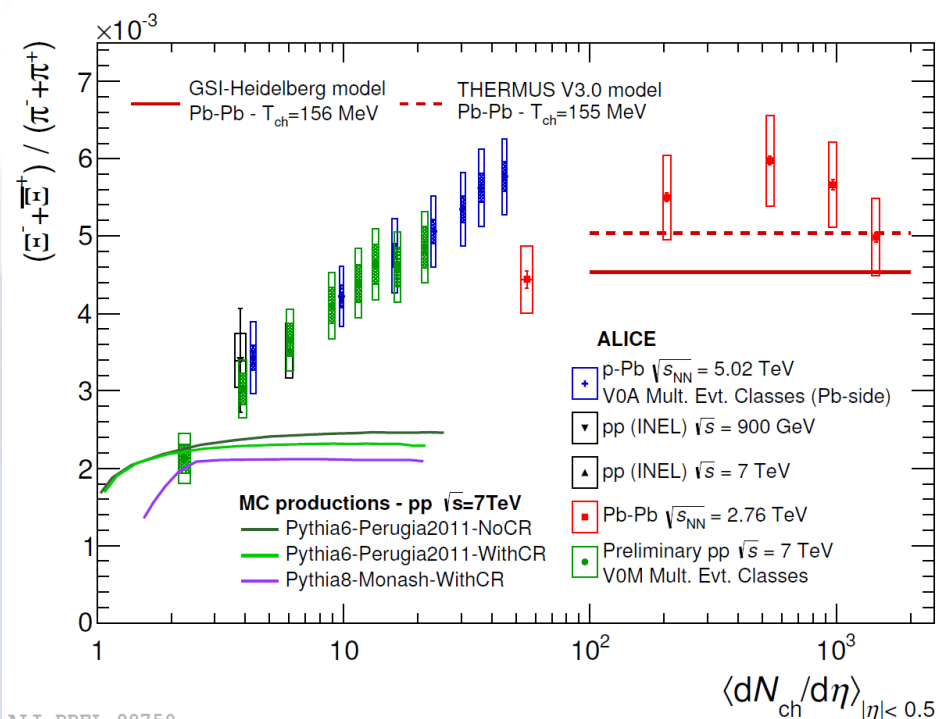 ×10⁻³
(Ξ⁻+Ξ̅⁺) / (π⁻+π⁺)
7
6
5
4
3
2
1
0
GSI-Heidelberg model
Pb-Pb - T_ch=156 MeV
THERMUS V3.0 model
Pb-Pb - T_ch=155 MeV
ALICE
p-Pb √s_NN = 5.02 TeV
V0A Mult. Evt. Classes (Pb-side)
pp (INEL) √s = 900 GeV
pp (INEL) √s = 7 TeV
Pb-Pb √s_NN = 2.76 TeV
Preliminary pp √s = 7 TeV
V0M Mult. Evt. Classes
MC productions - pp √s=7TeV
Pythia6-Perugia2011-NoCR
Pythia6-Perugia2011-WithCR
Pythia8-Monash-WithCR
1 10 10² 10³
⟨dN_ch/dη⟩_|η|< 0.5